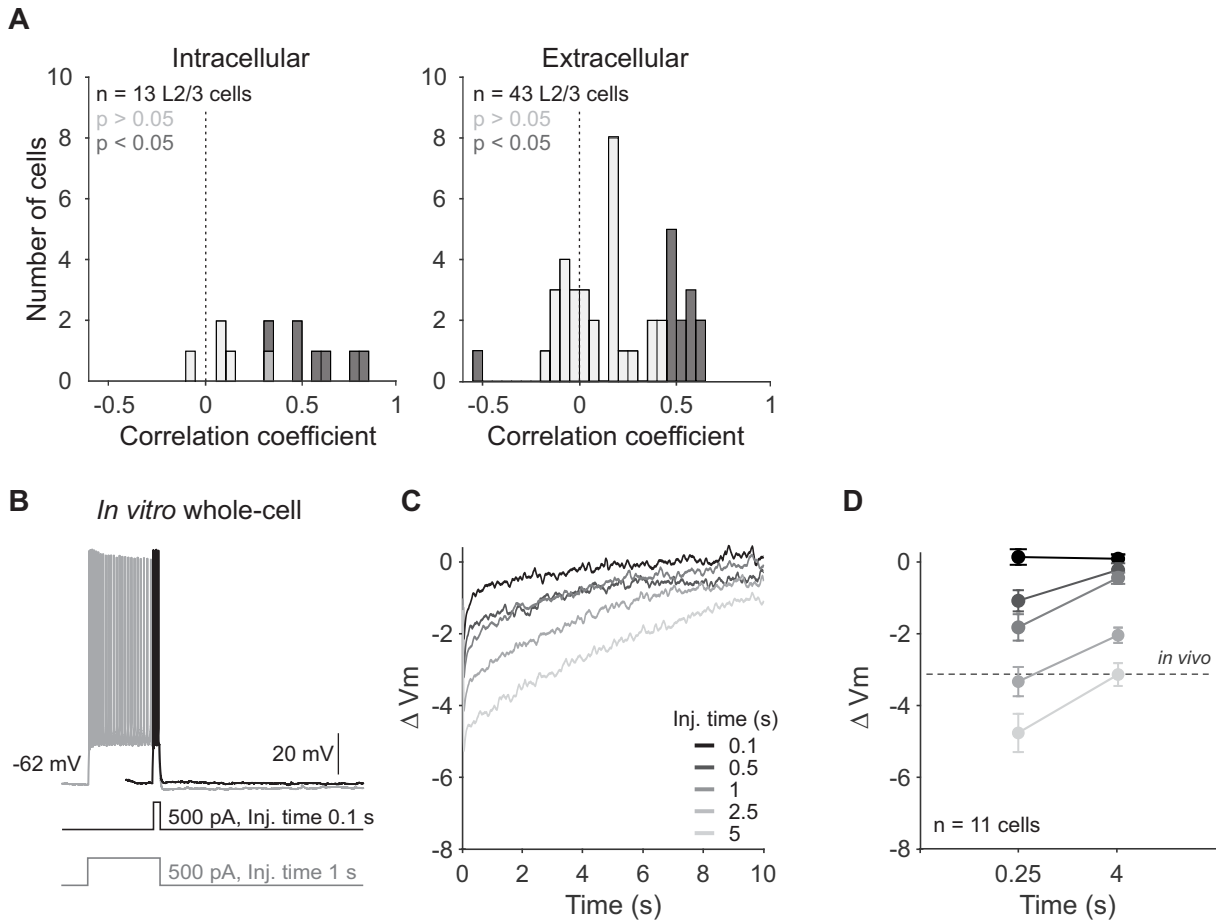 A
Intracellular
Extracellular
n = 13 L2/3 cells
p > 0.05
p < 0.05
n = 43 L2/3 cells
p > 0.05
p < 0.05
10
8
6
4
2
0
Number of cells
-0.5
0
0.5
1
Correlation coefficient
10
8
6
4
2
0
-0.5
0
0.5
1
Correlation coefficient
B
In vitro whole-cell
-62 mV
20 mV
500 pA, Inj. time 0.1 s
500 pA, Inj. time 1 s
C
0
-2
-4
-6
-8
Δ Vm
Inj. time (s)
0.1
0.5
1
2.5
5
0
2
4
6
8
10
Time (s)
D
0
-2
-4
-6
-8
Δ Vm
in vivo
n = 11 cells
0.25
4
Time (s)